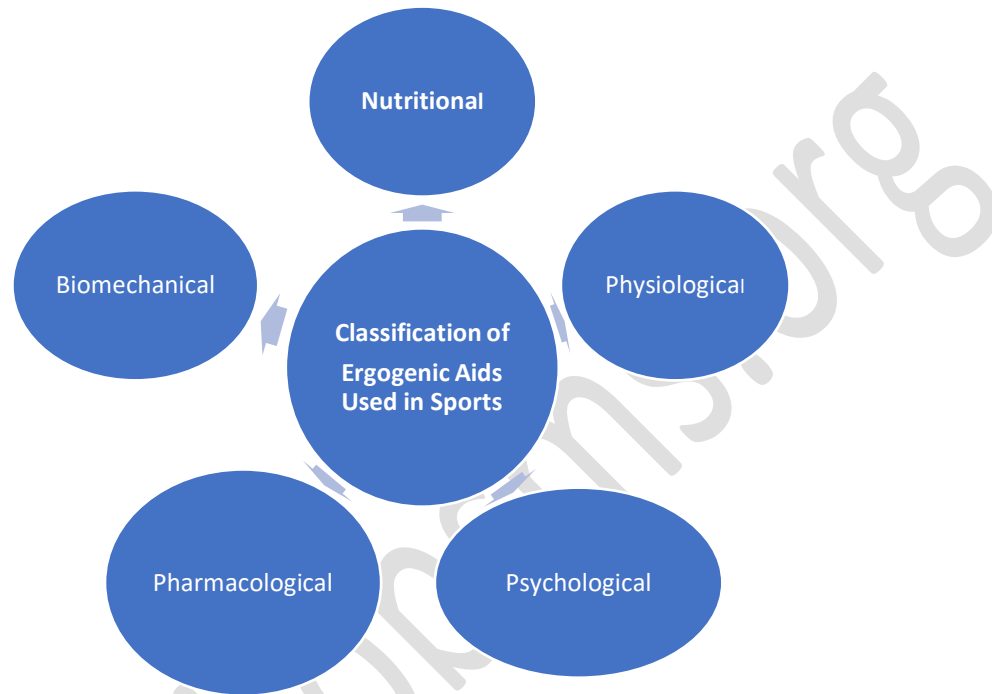 Nutritional
Biomechanical
Physiological
Classification of
Ergogenic Aids
Used in Sports
Pharmacological
Psychological